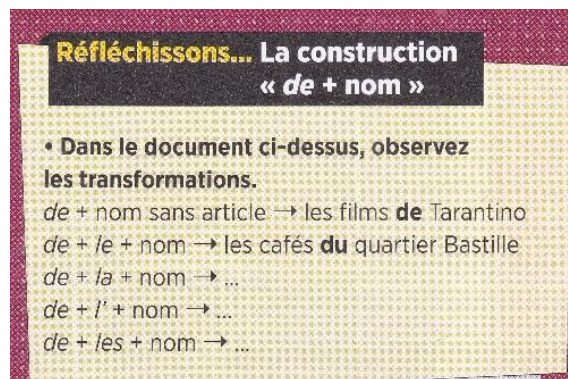 Réfléchissons... La construction
« de + nom »
• Dans le document ci-dessus, observez
les transformations.
de + nom sans article → les films de Tarantino
de + le + nom → les cafés du quartier Bastille
de + la + nom → ...
de + l' + nom → ...
de + les + nom → ...